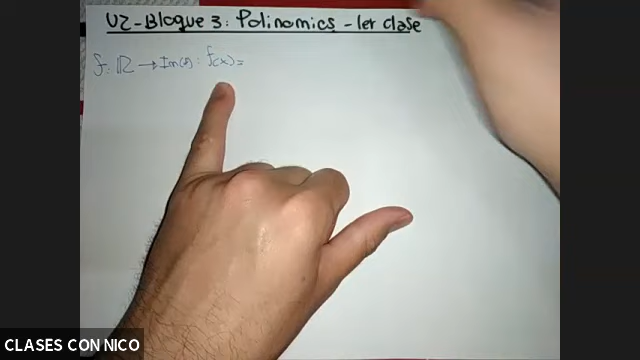 U2-Bloque 3: Polinomics - 1er clase
f: ℝ → Im(f) : f(x) =
CLASES CON NICO